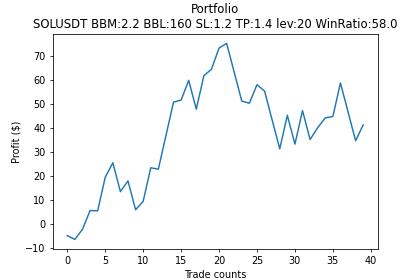 Portfolio
SOLUSDT BBM:2.2 BBL:160 SL:1.2 TP:1.4 lev:20 WinRatio:58.0
70
60
50
40
30
20
10
0
−10
Profit ($)
0 5 10 15 20 25 30 35 40
Trade counts